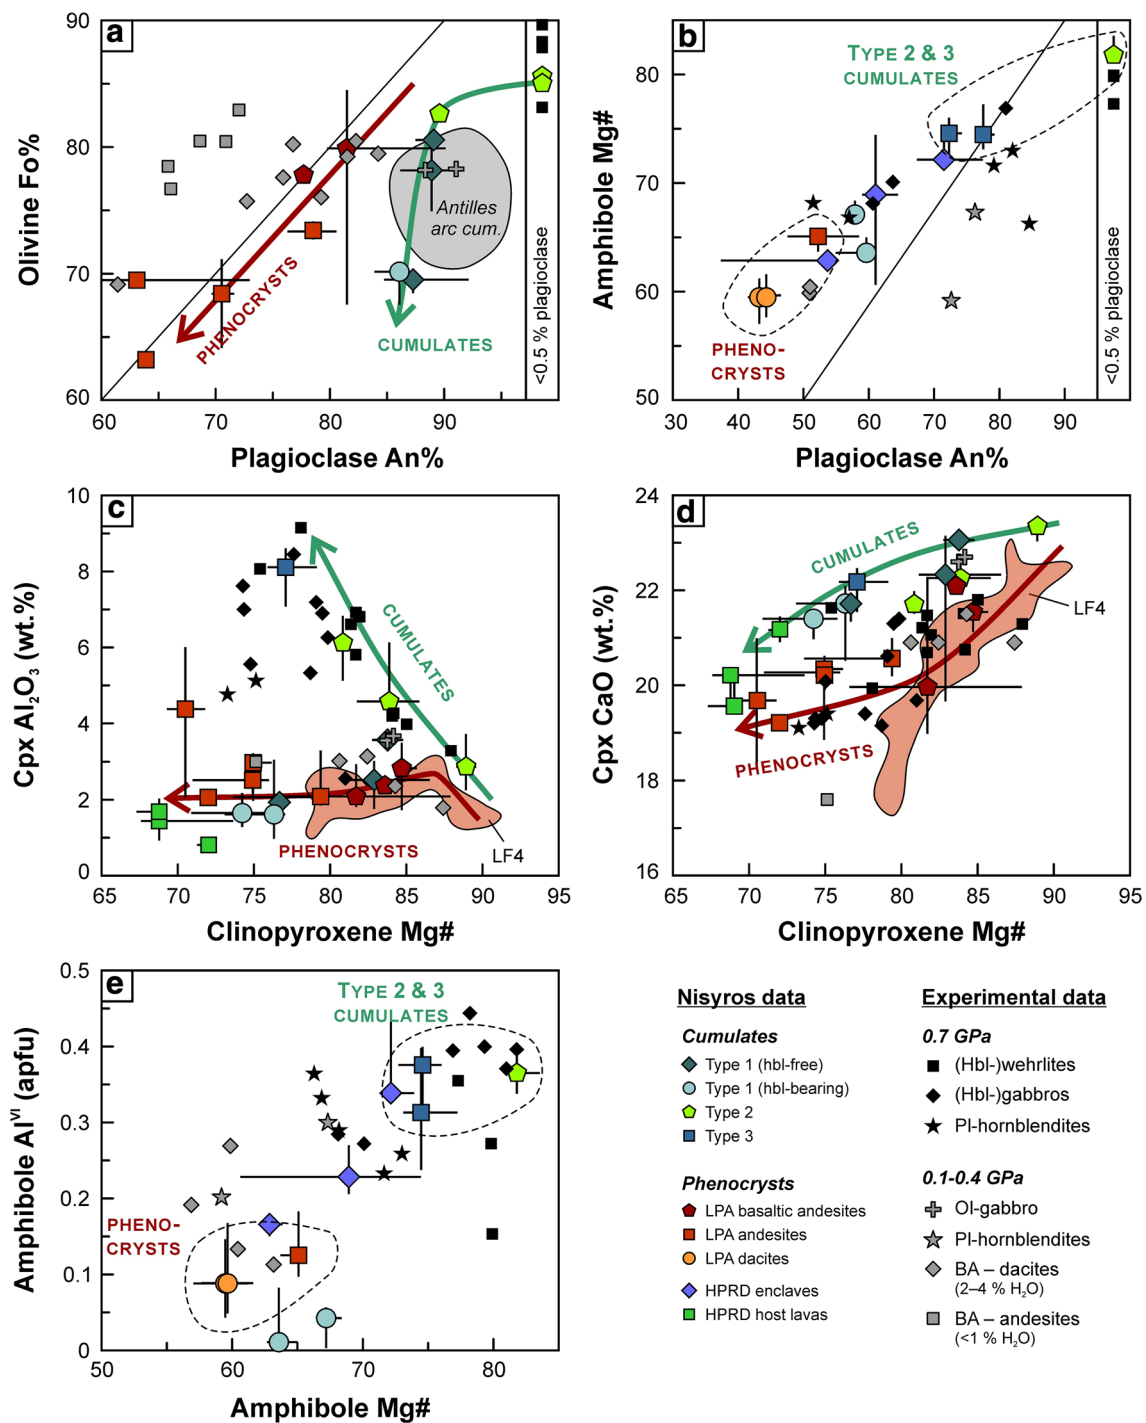 a
90
80
70
60
Olivine Fo%
60
70
80
90
Plagioclase An%
PHENOCRYSTS
CUMULATES
Antilles
arc cum.
<0.5 % plagioclase
b
80
70
60
50
Amphibole Mg#
30
40
50
60
70
80
90
Plagioclase An%
TYPE 2 & 3
CUMULATES
PHENO-
CRYSTS
<0.5 % plagioclase
c
10
8
6
4
2
0
Cpx Al2O3 (wt.%)
65
70
75
80
85
90
95
Clinopyroxene Mg#
CUMULATES
PHENOCRYSTS
LF4
d
24
22
20
18
16
Cpx CaO (wt.%)
65
70
75
80
85
90
95
Clinopyroxene Mg#
CUMULATES
PHENOCRYSTS
LF4
e
0.5
0.4
0.3
0.2
0.1
0
Amphibole AlVI (apfu)
50
60
70
80
Amphibole Mg#
TYPE 2 & 3
CUMULATES
PHENO-
CRYSTS
Nisyros data
Cumulates
Type 1 (hbl-free)
Type 1 (hbl-bearing)
Type 2
Type 3
Phenocrysts
LPA basaltic andesites
LPA andesites
LPA dacites
HPRD enclaves
HPRD host lavas
Experimental data
0.7 GPa
(Hbl-)wehrlites
(Hbl-)gabbros
Pl-hornblendites
0.1-0.4 GPa
Ol-gabbro
Pl-hornblendites
BA – dacites
(2–4 % H2O)
BA – andesites
(<1 % H2O)